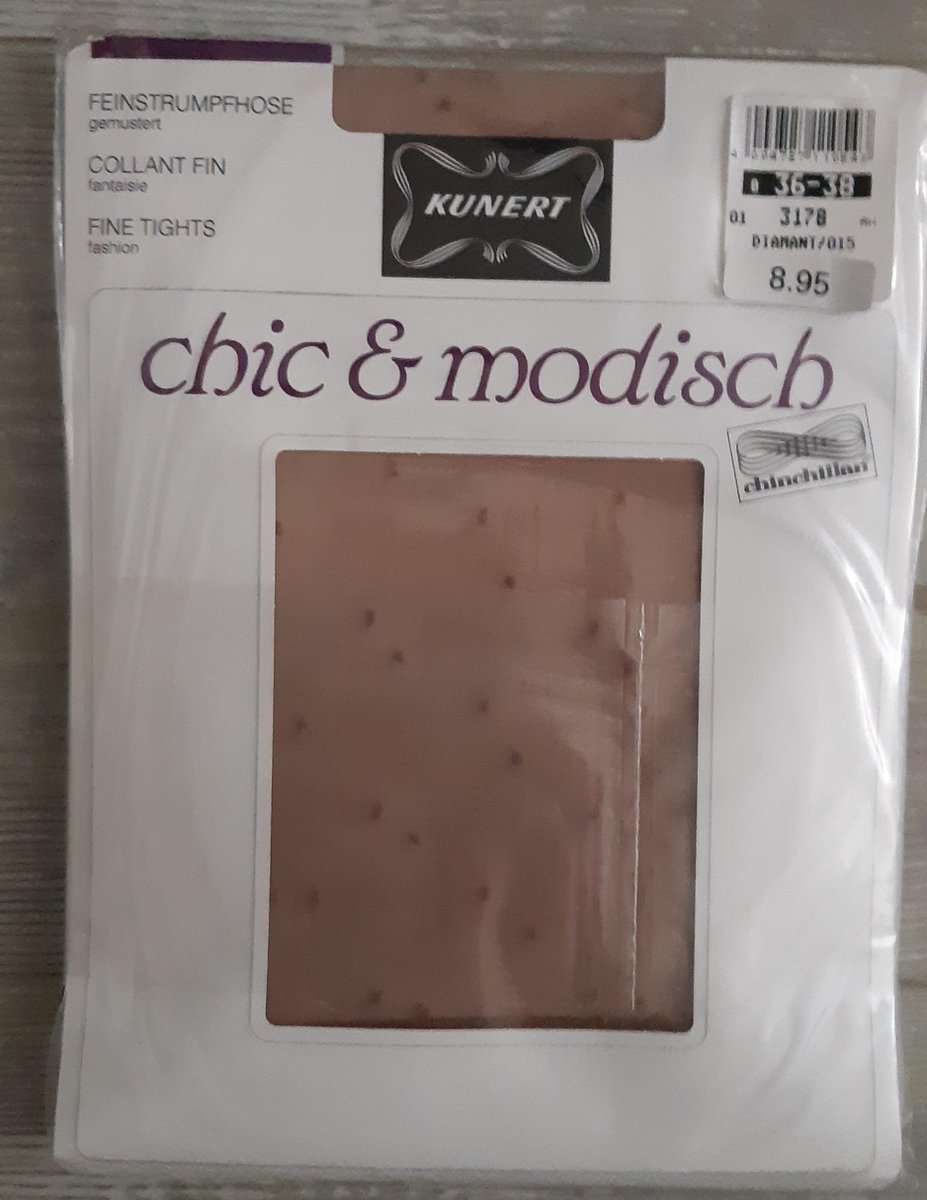 FEINSTRUMPFHOSE
gemustert
COLLANT FIN
fantaisie
FINE TIGHTS
fashion
KUNERT
0 36-38
01 3178
DIAMANT/015
8.95
chic & modisch
chinchillan